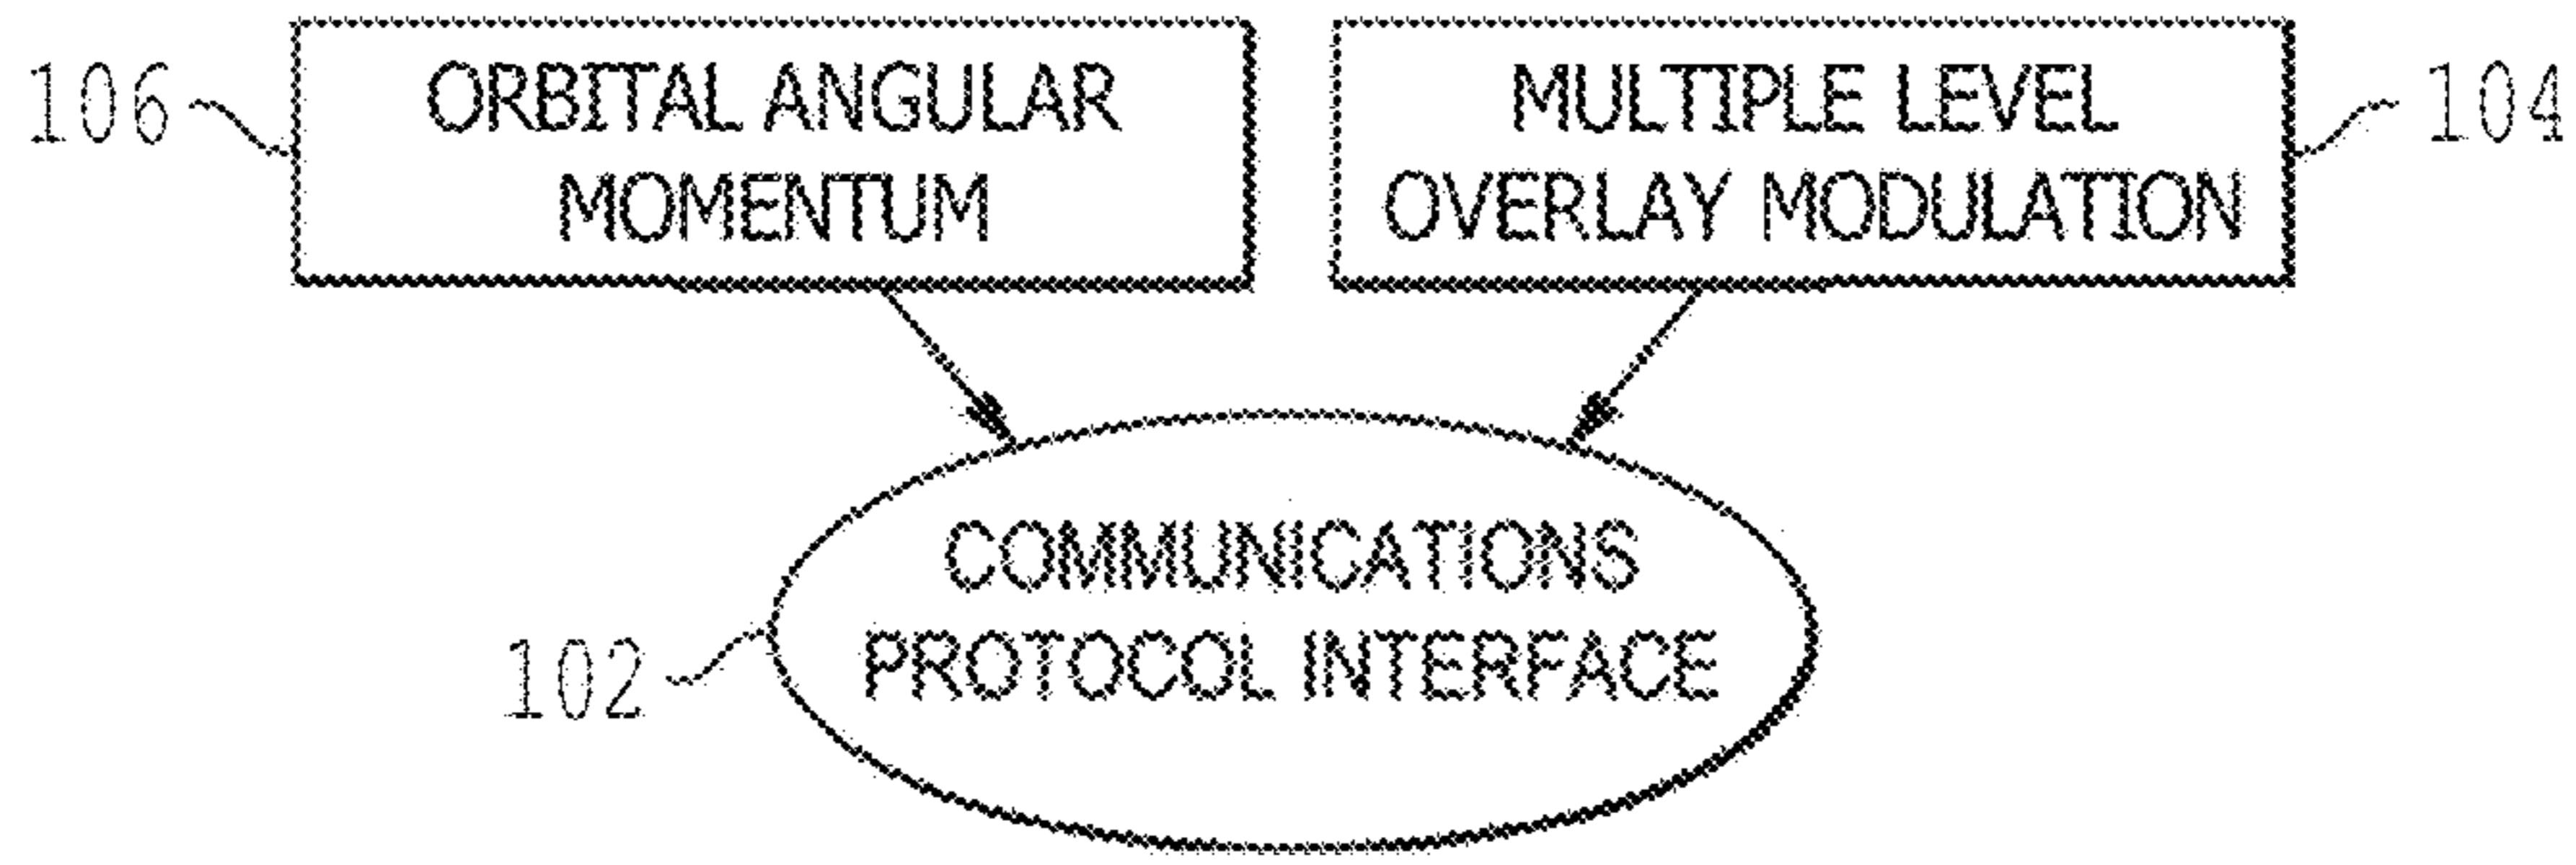 106
ORBITAL ANGULAR
MOMENTUM
MULTIPLE LEVEL
OVERLAY MODULATION
104
COMMUNICATIONS
PROTOCOL INTERFACE
102